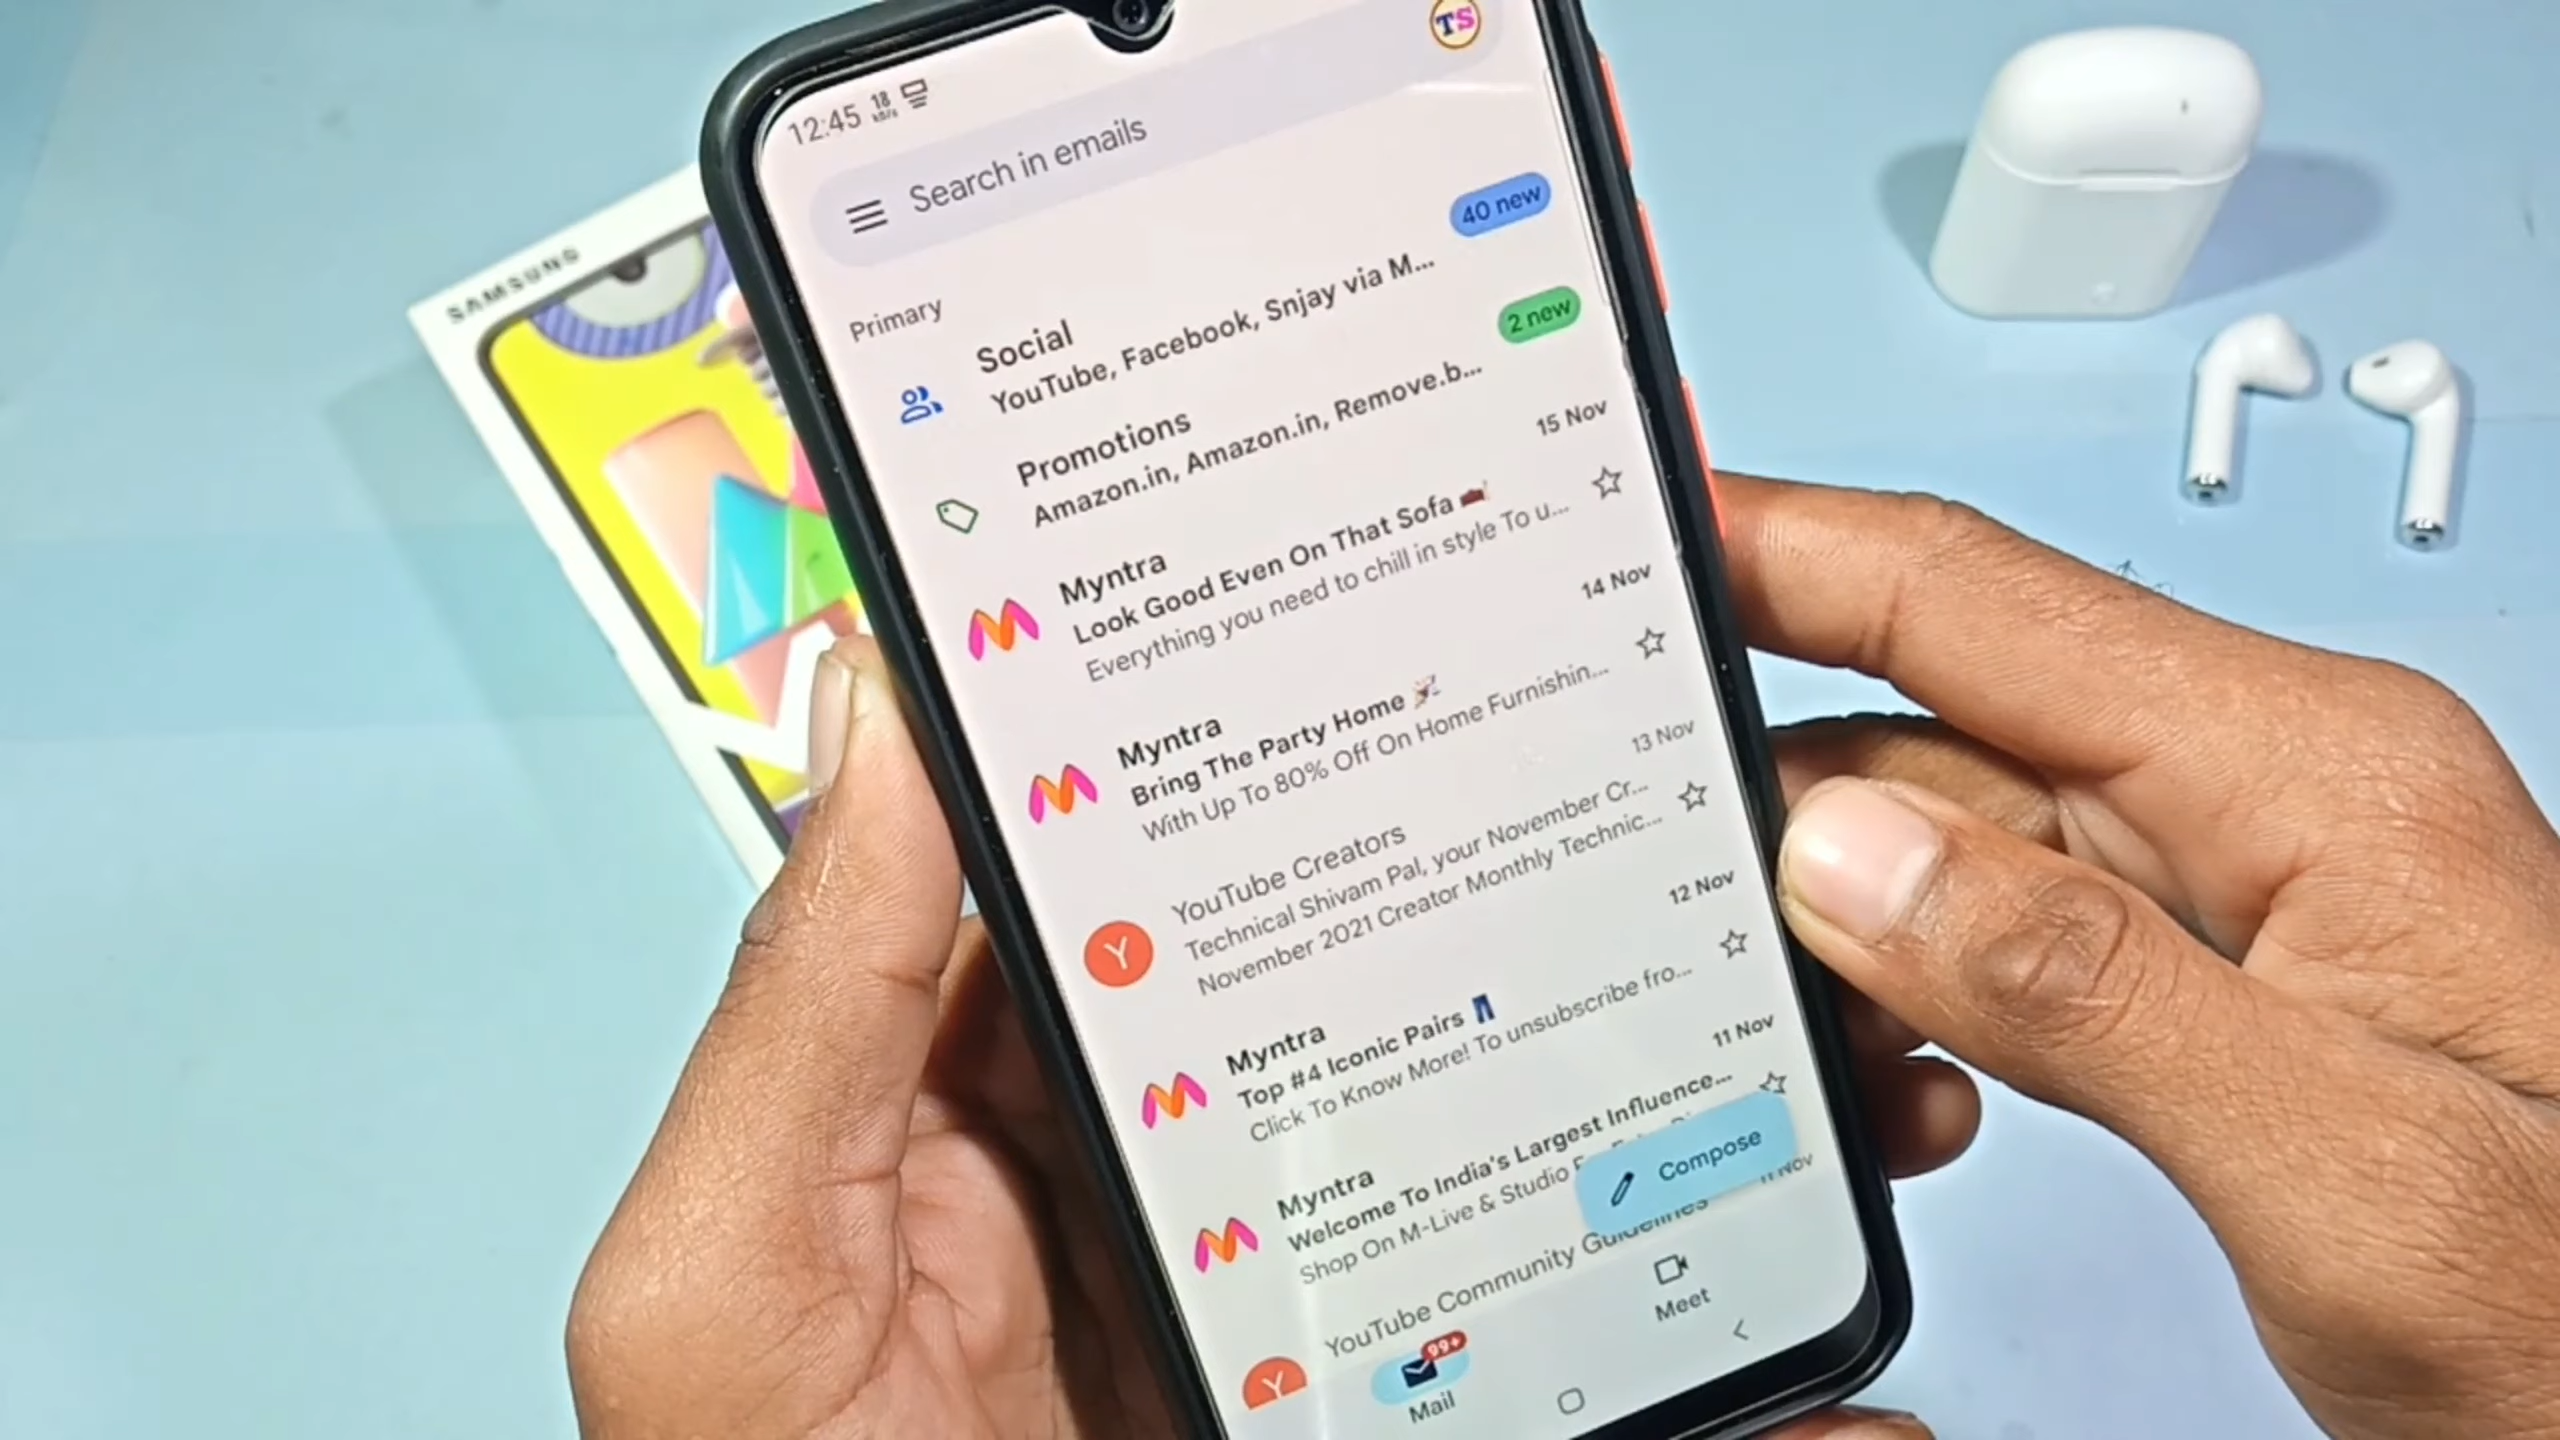 SAMSUNG
TS
12:45 18 kB/s
Search in emails
Primary
Social
40 new
YouTube, Facebook, Snjay via M...
Promotions
2 new
Amazon.in, Amazon.in, Remove.b...
Myntra
15 Nov
Look Good Even On That Sofa
Everything you need to chill in style To u...
Myntra
14 Nov
Bring The Party Home
With Up To 80% Off On Home Furnishin...
YouTube Creators
13 Nov
Technical Shivam Pal, your November Cr...
November 2021 Creator Monthly Technic...
Y
Myntra
12 Nov
Top #4 Iconic Pairs
Click To Know More! To unsubscribe fro...
Myntra
11 Nov
Welcome To India's Largest Influence...
Shop On M-Live & Studio
Compose
YouTube Community Guidelines
11 Nov
Y
99+
Mail
Meet